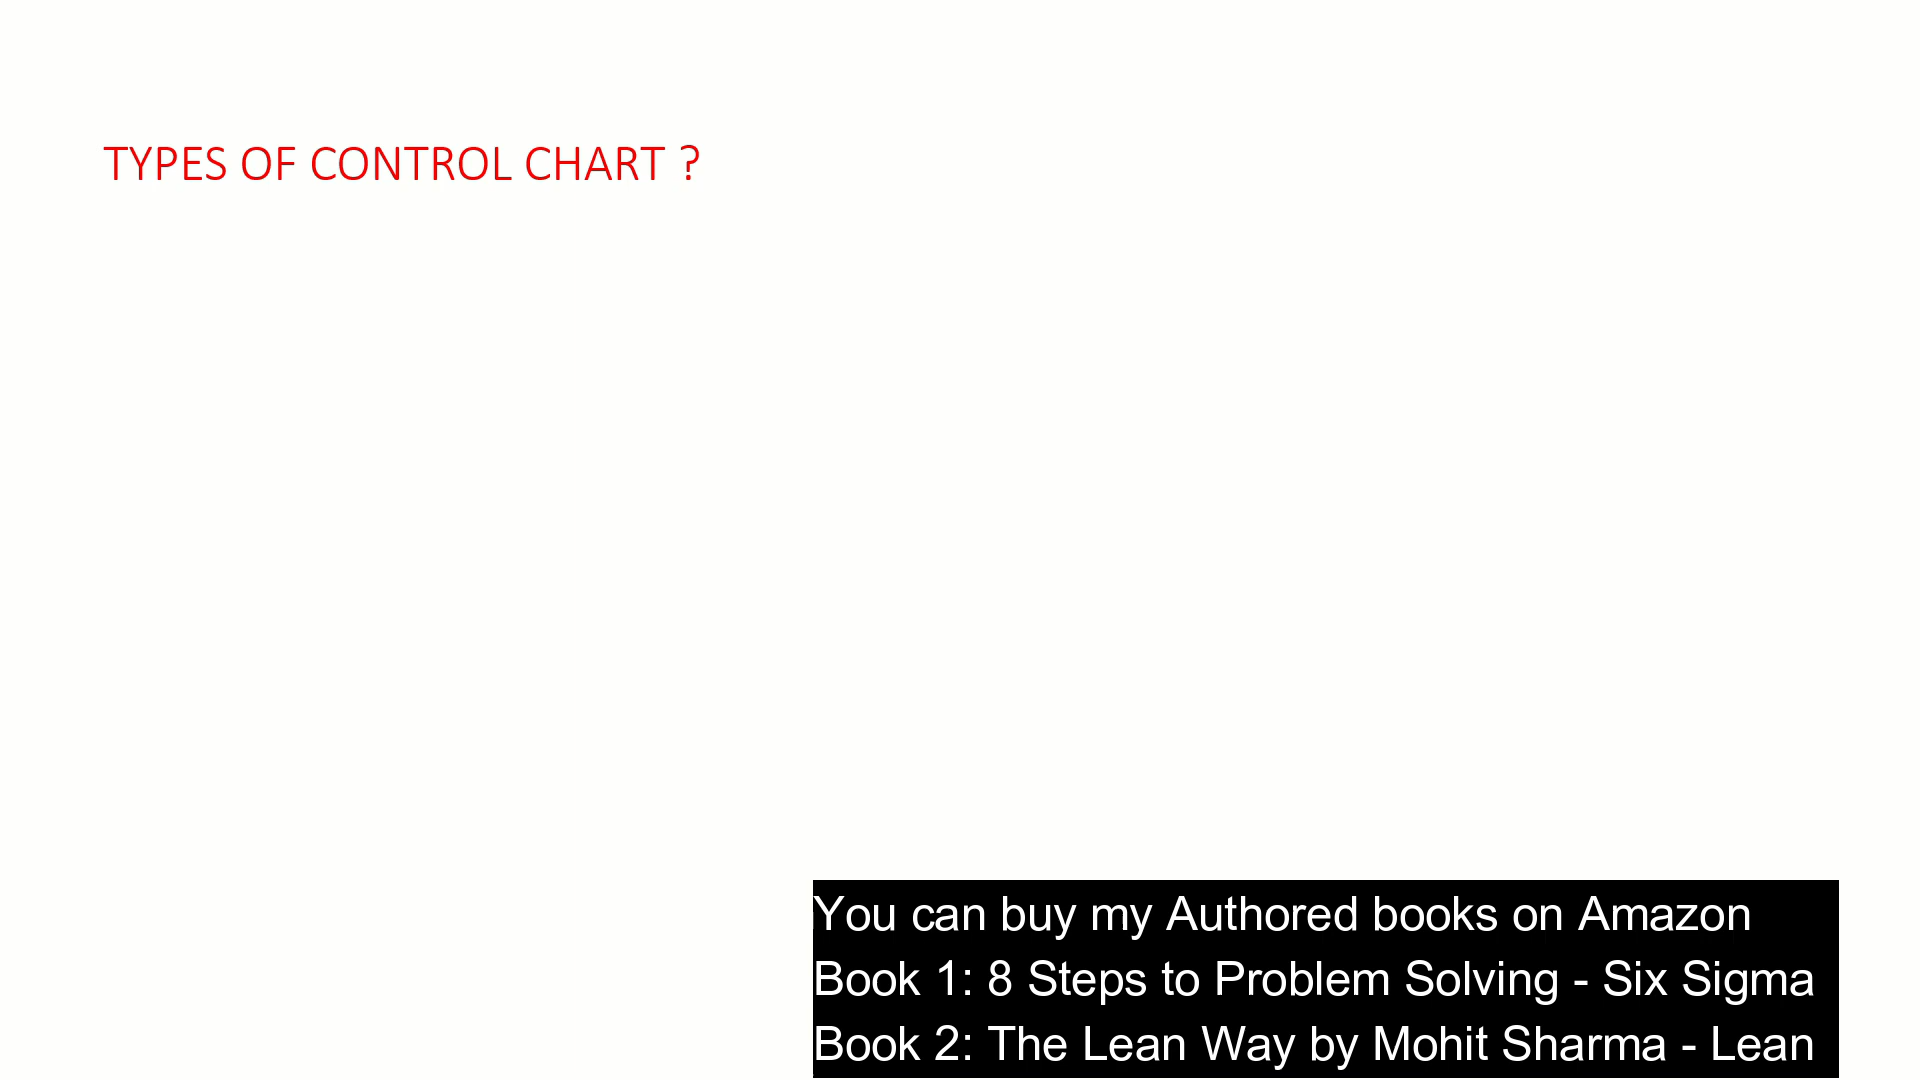 TYPES OF CONTROL CHART ?
You can buy my Authored books on Amazon
Book 1: 8 Steps to Problem Solving - Six Sigma
Book 2: The Lean Way by Mohit Sharma - Lean